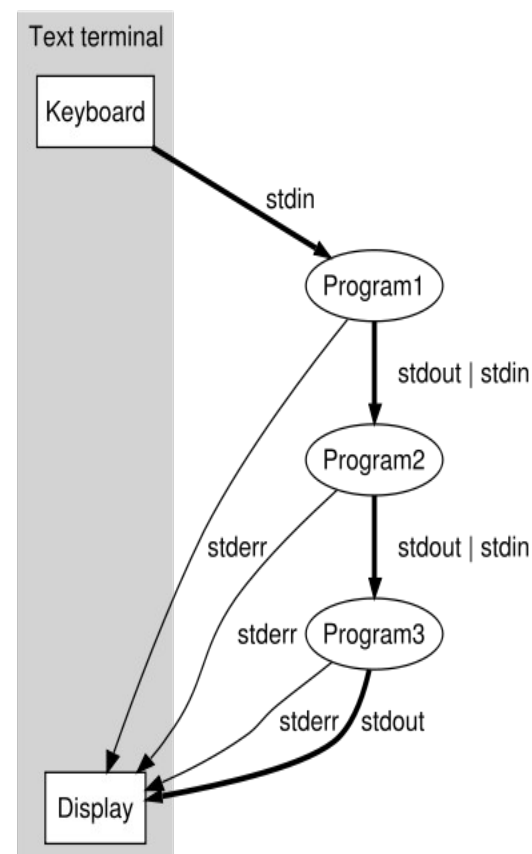 Text terminal
Keyboard
stdin
Program1
stdout | stdin
Program2
stderr
stdout | stdin
stderr
Program3
stderr
stdout
Display